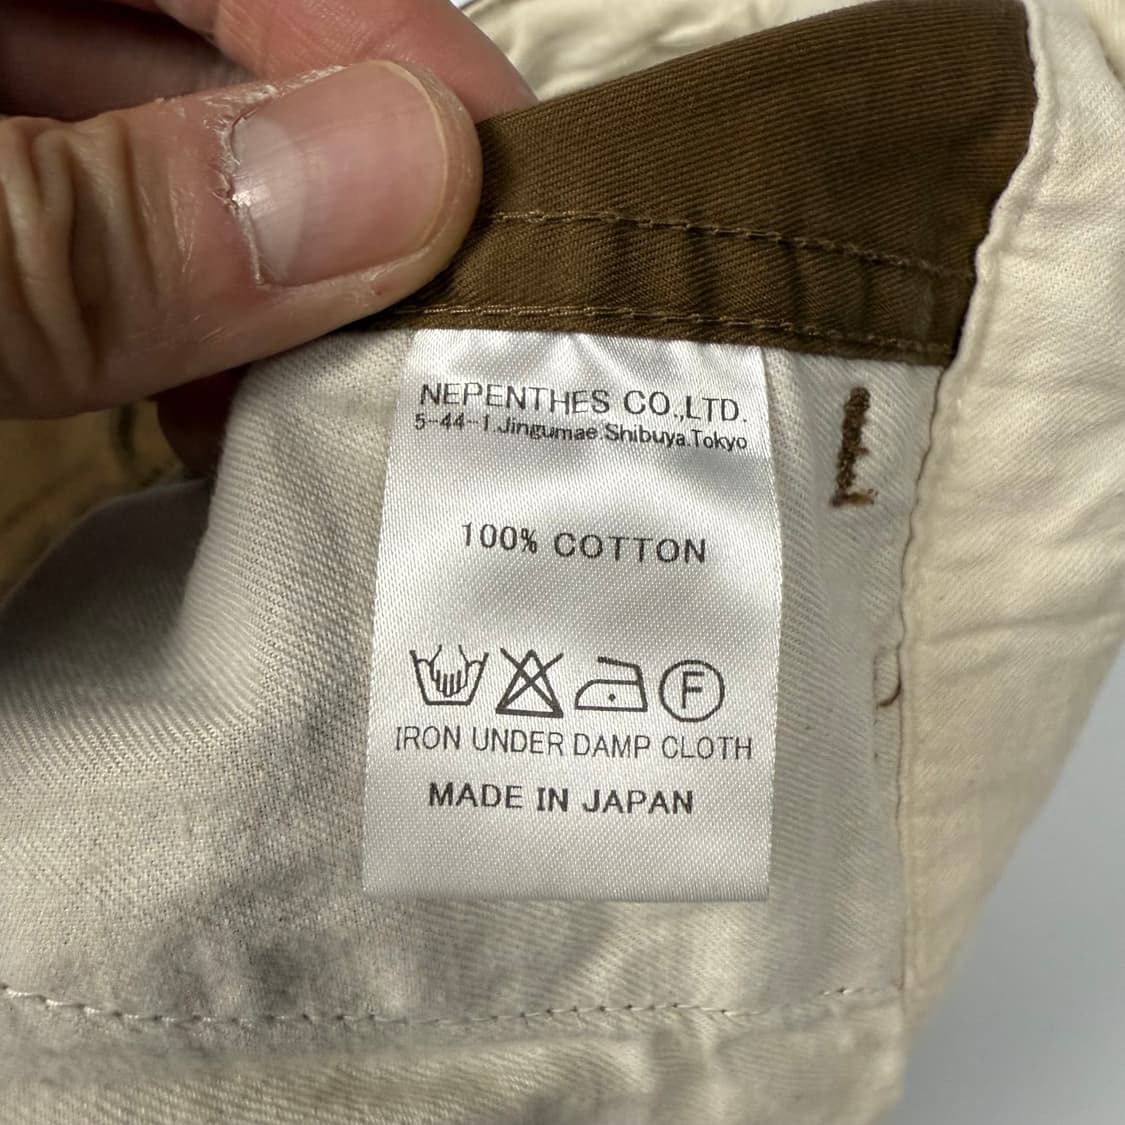 NEPENTHES CO.,LTD.
5-44-1.Jingumae.Shibuya.Tokyo
100% COTTON
F
IRON UNDER DAMP CLOTH
MADE IN JAPAN